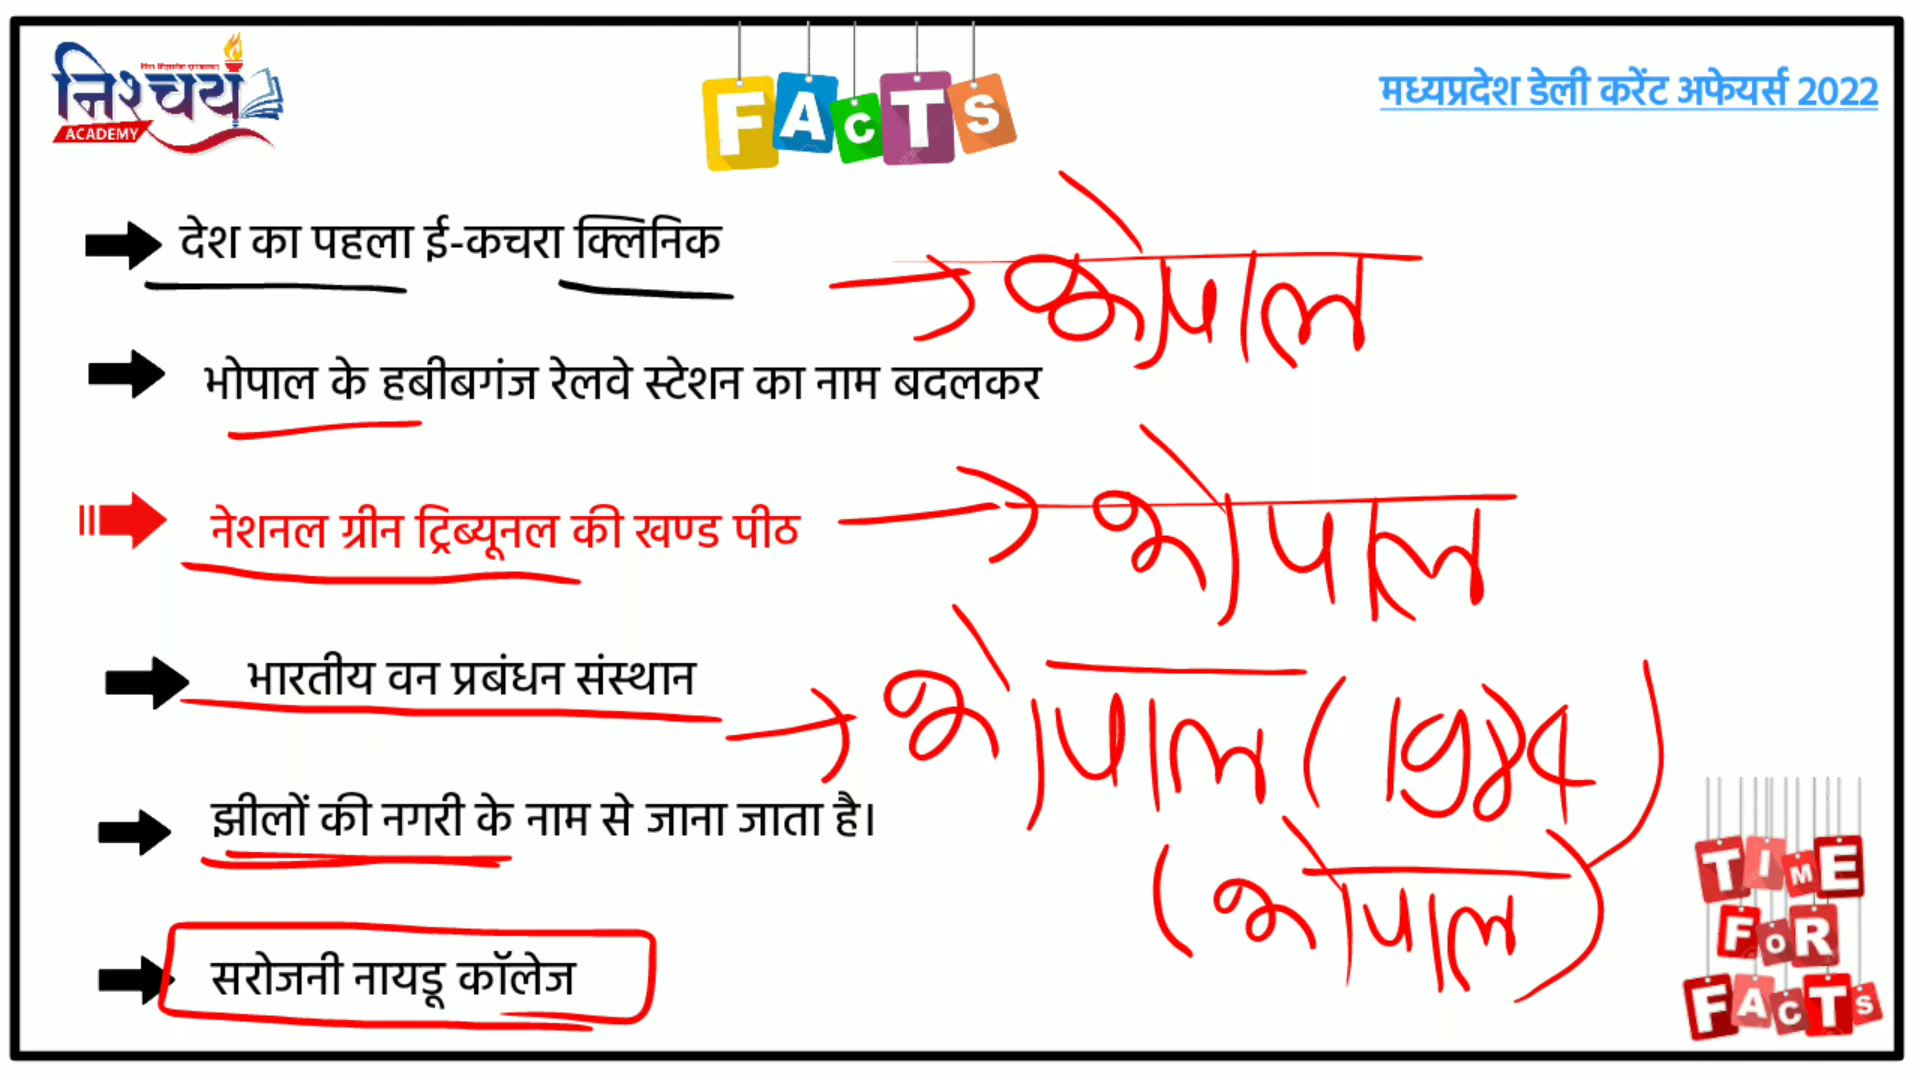 निश्चय
ACADEMY
FACTS
मध्यप्रदेश डेली करेंट अफेयर्स 2022
देश का पहला ई-कचरा क्लिनिक
भोपाल
भोपाल के हबीबगंज रेलवे स्टेशन का नाम बदलकर
नेशनल ग्रीन ट्रिब्यूनल की खण्ड पीठ
भोपाल
भारतीय वन प्रबंधन संस्थान
भोपाल (1984)
झीलों की नगरी के नाम से जाना जाता है।
(भोपाल)
सरोजनी नायडू कॉलेज
TIME
FOR
FACTS